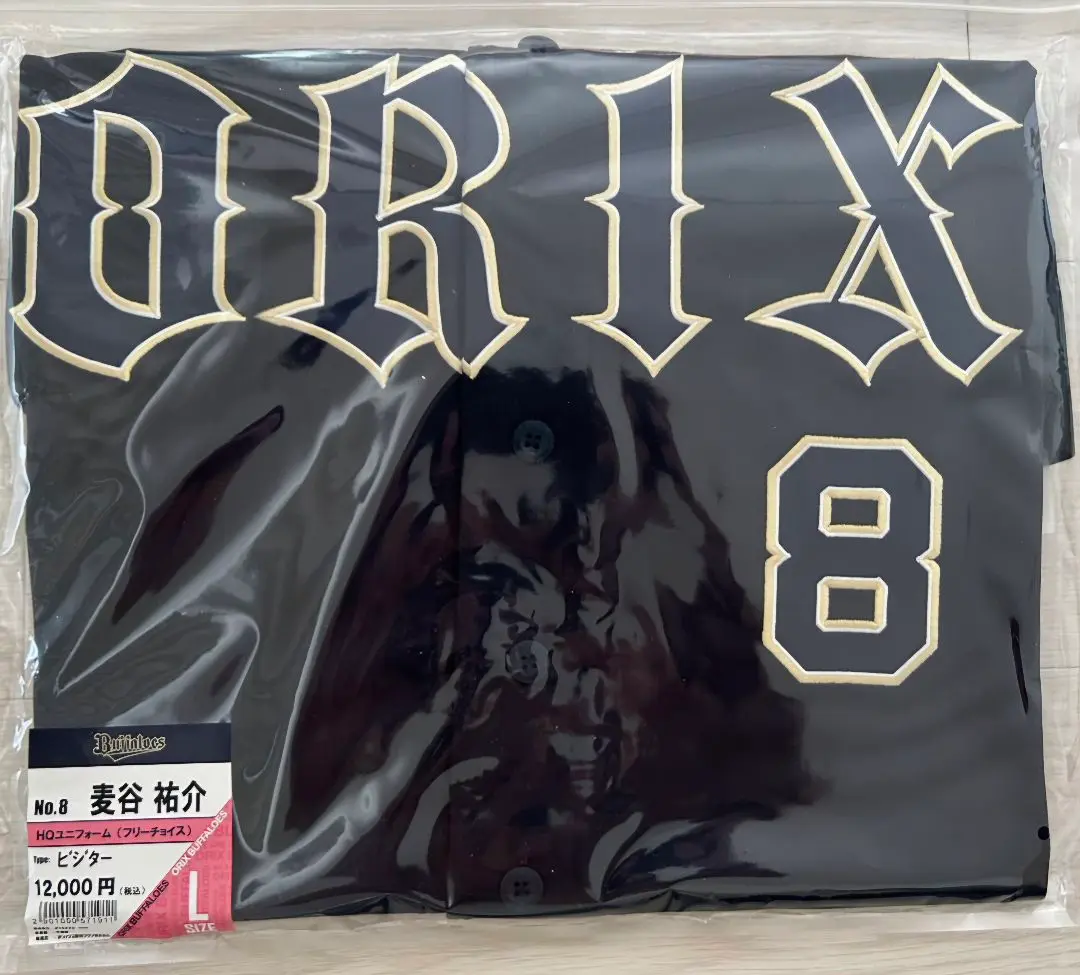 ORIX
8
Buffaloes
No.8 麦谷 祐介
HQユニフォーム（フリーチョイス）
Type: ビジター
12,000円（税込）
ORIX BUFFALOES
ORIX BUFFALOES
L
SIZE